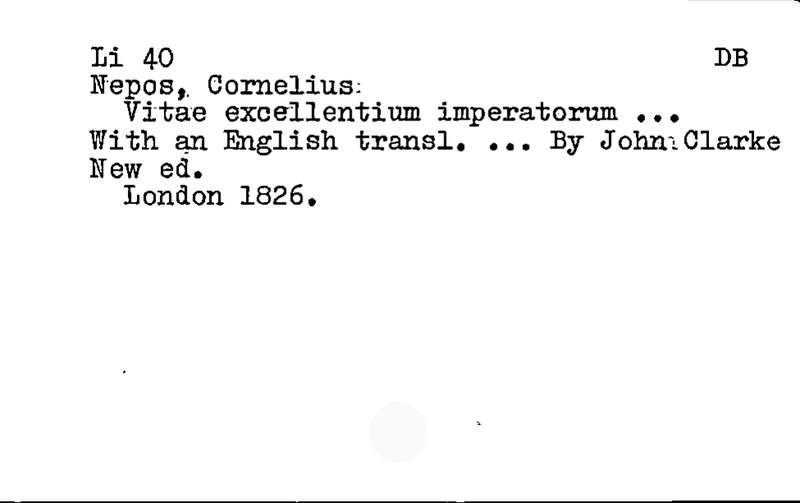 Li 40 DB
Nepos, Cornelius:
Vitae excellentium imperatorum ...
With an English transl. ... By John Clarke
New ed.
London 1826.